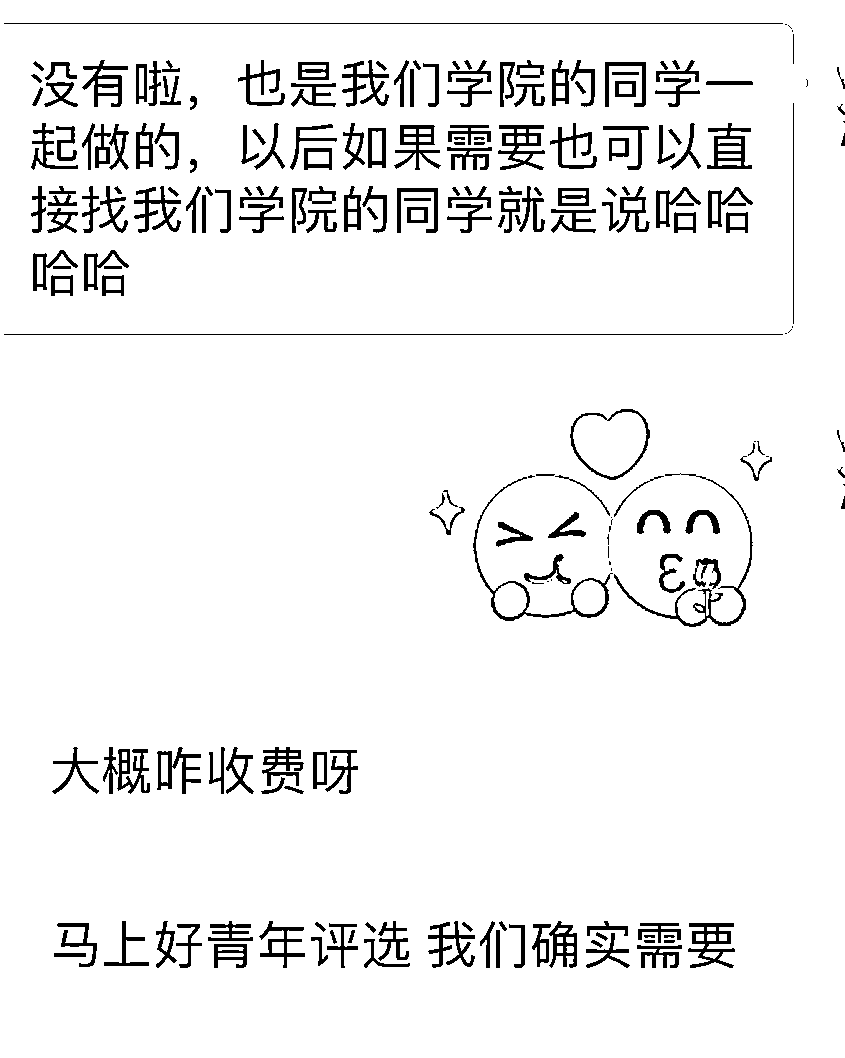 没有啦，也是我们学院的同学一
起做的，以后如果需要也可以直
接找我们学院的同学就是说哈哈
哈哈
大概咋收费呀
马上好青年评选 我们确实需要